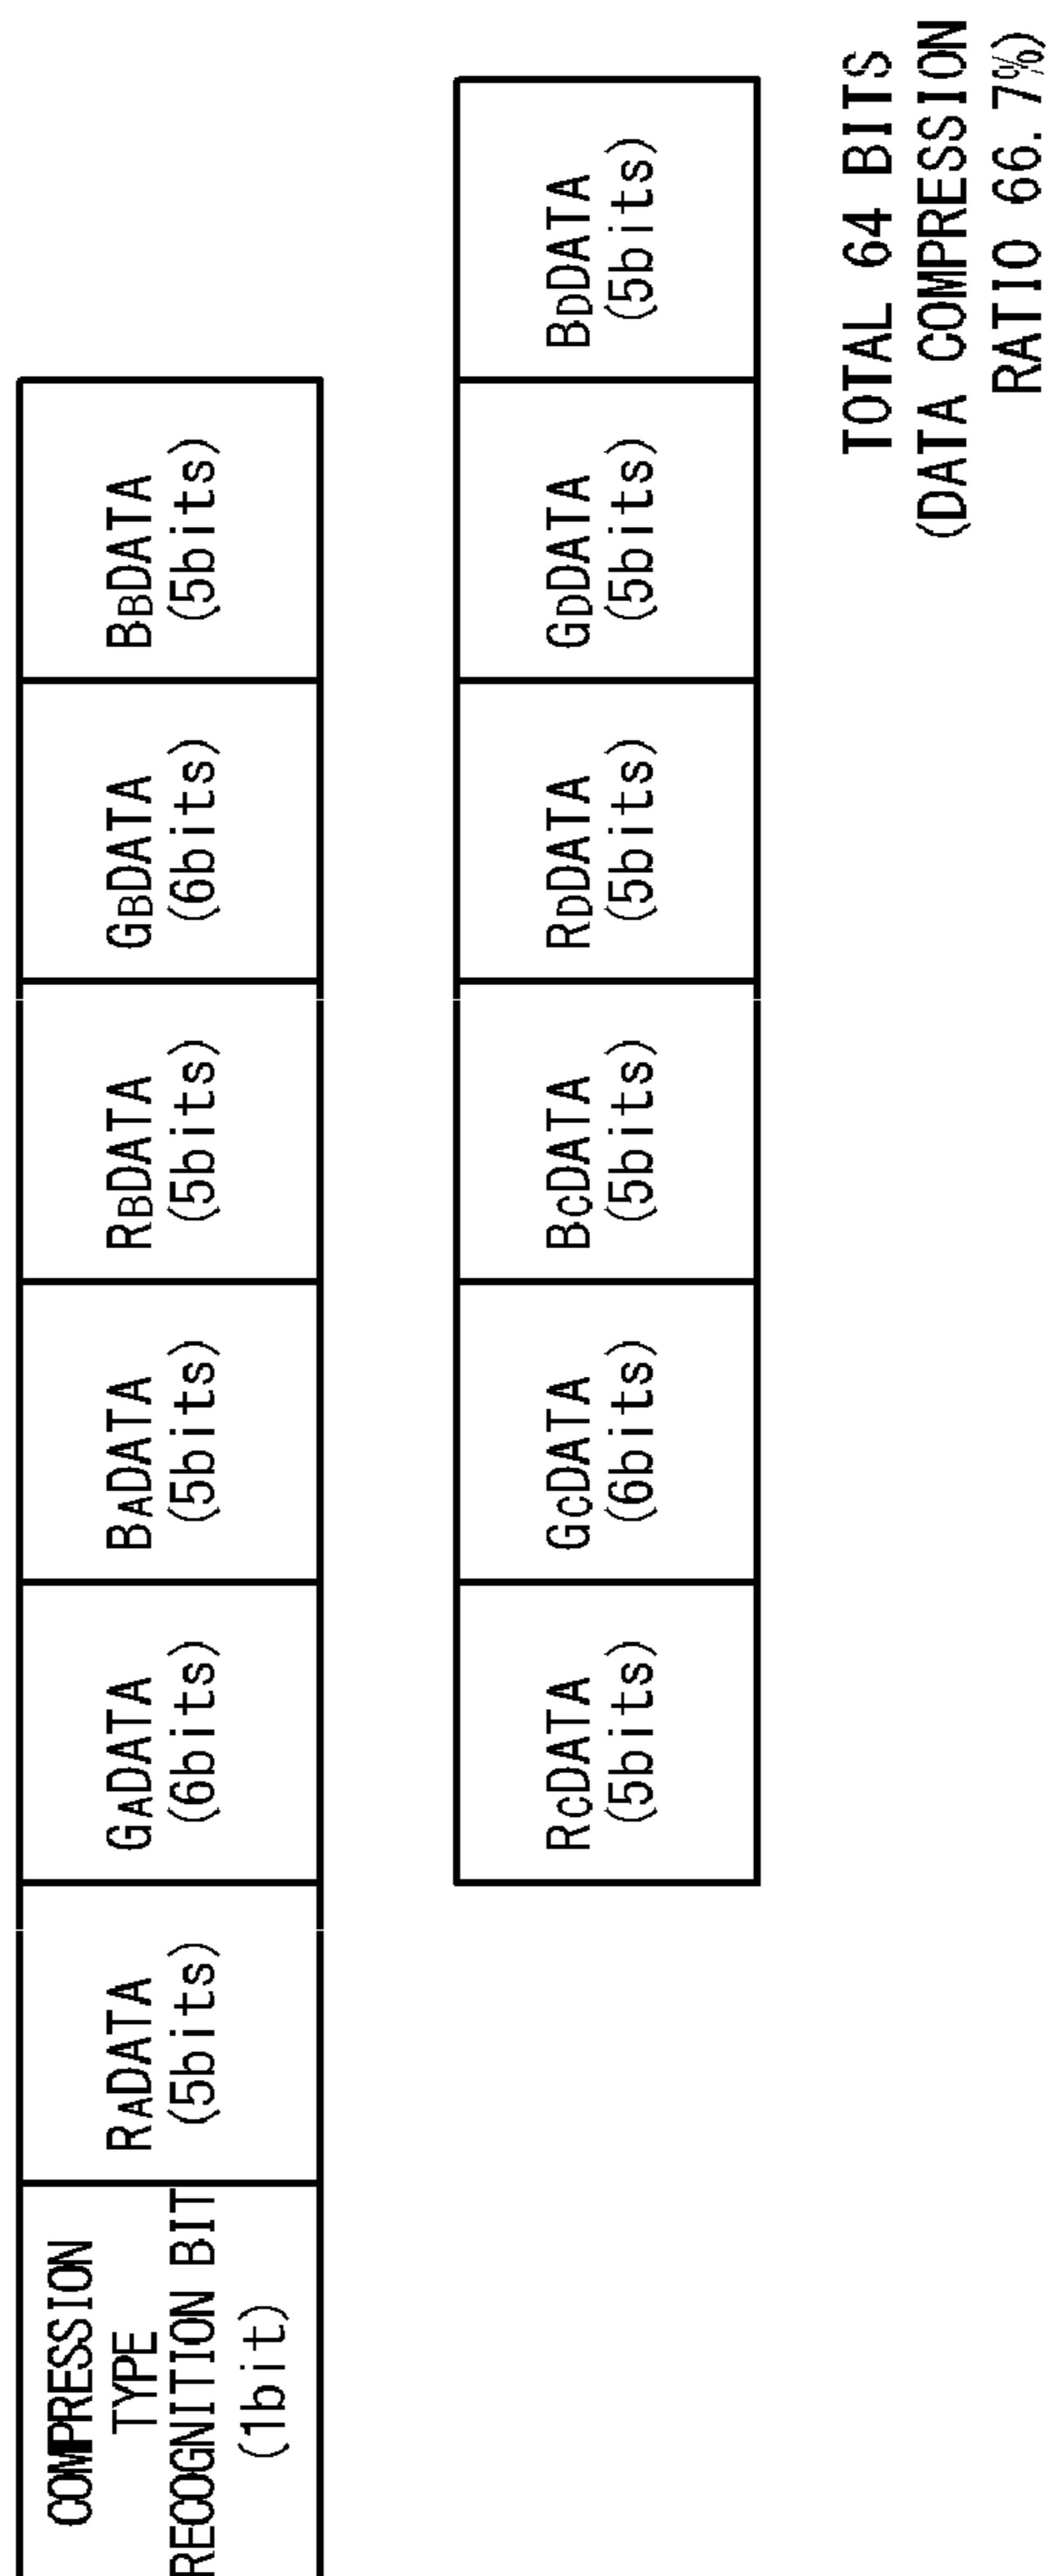 COMPRESSION
TYPE
RECOGNITION BIT
(1bit)
RADATA
(5bits)
GADATA
(6bits)
BADATA
(5bits)
RBDATA
(5bits)
GBDATA
(6bits)
BBDATA
(5bits)
RCDATA
(5bits)
GCDATA
(6bits)
BCDATA
(5bits)
RDDATA
(5bits)
GDDATA
(5bits)
BDDATA
(5bits)
TOTAL 64 BITS
(DATA COMPRESSION
RATIO 66.7%)